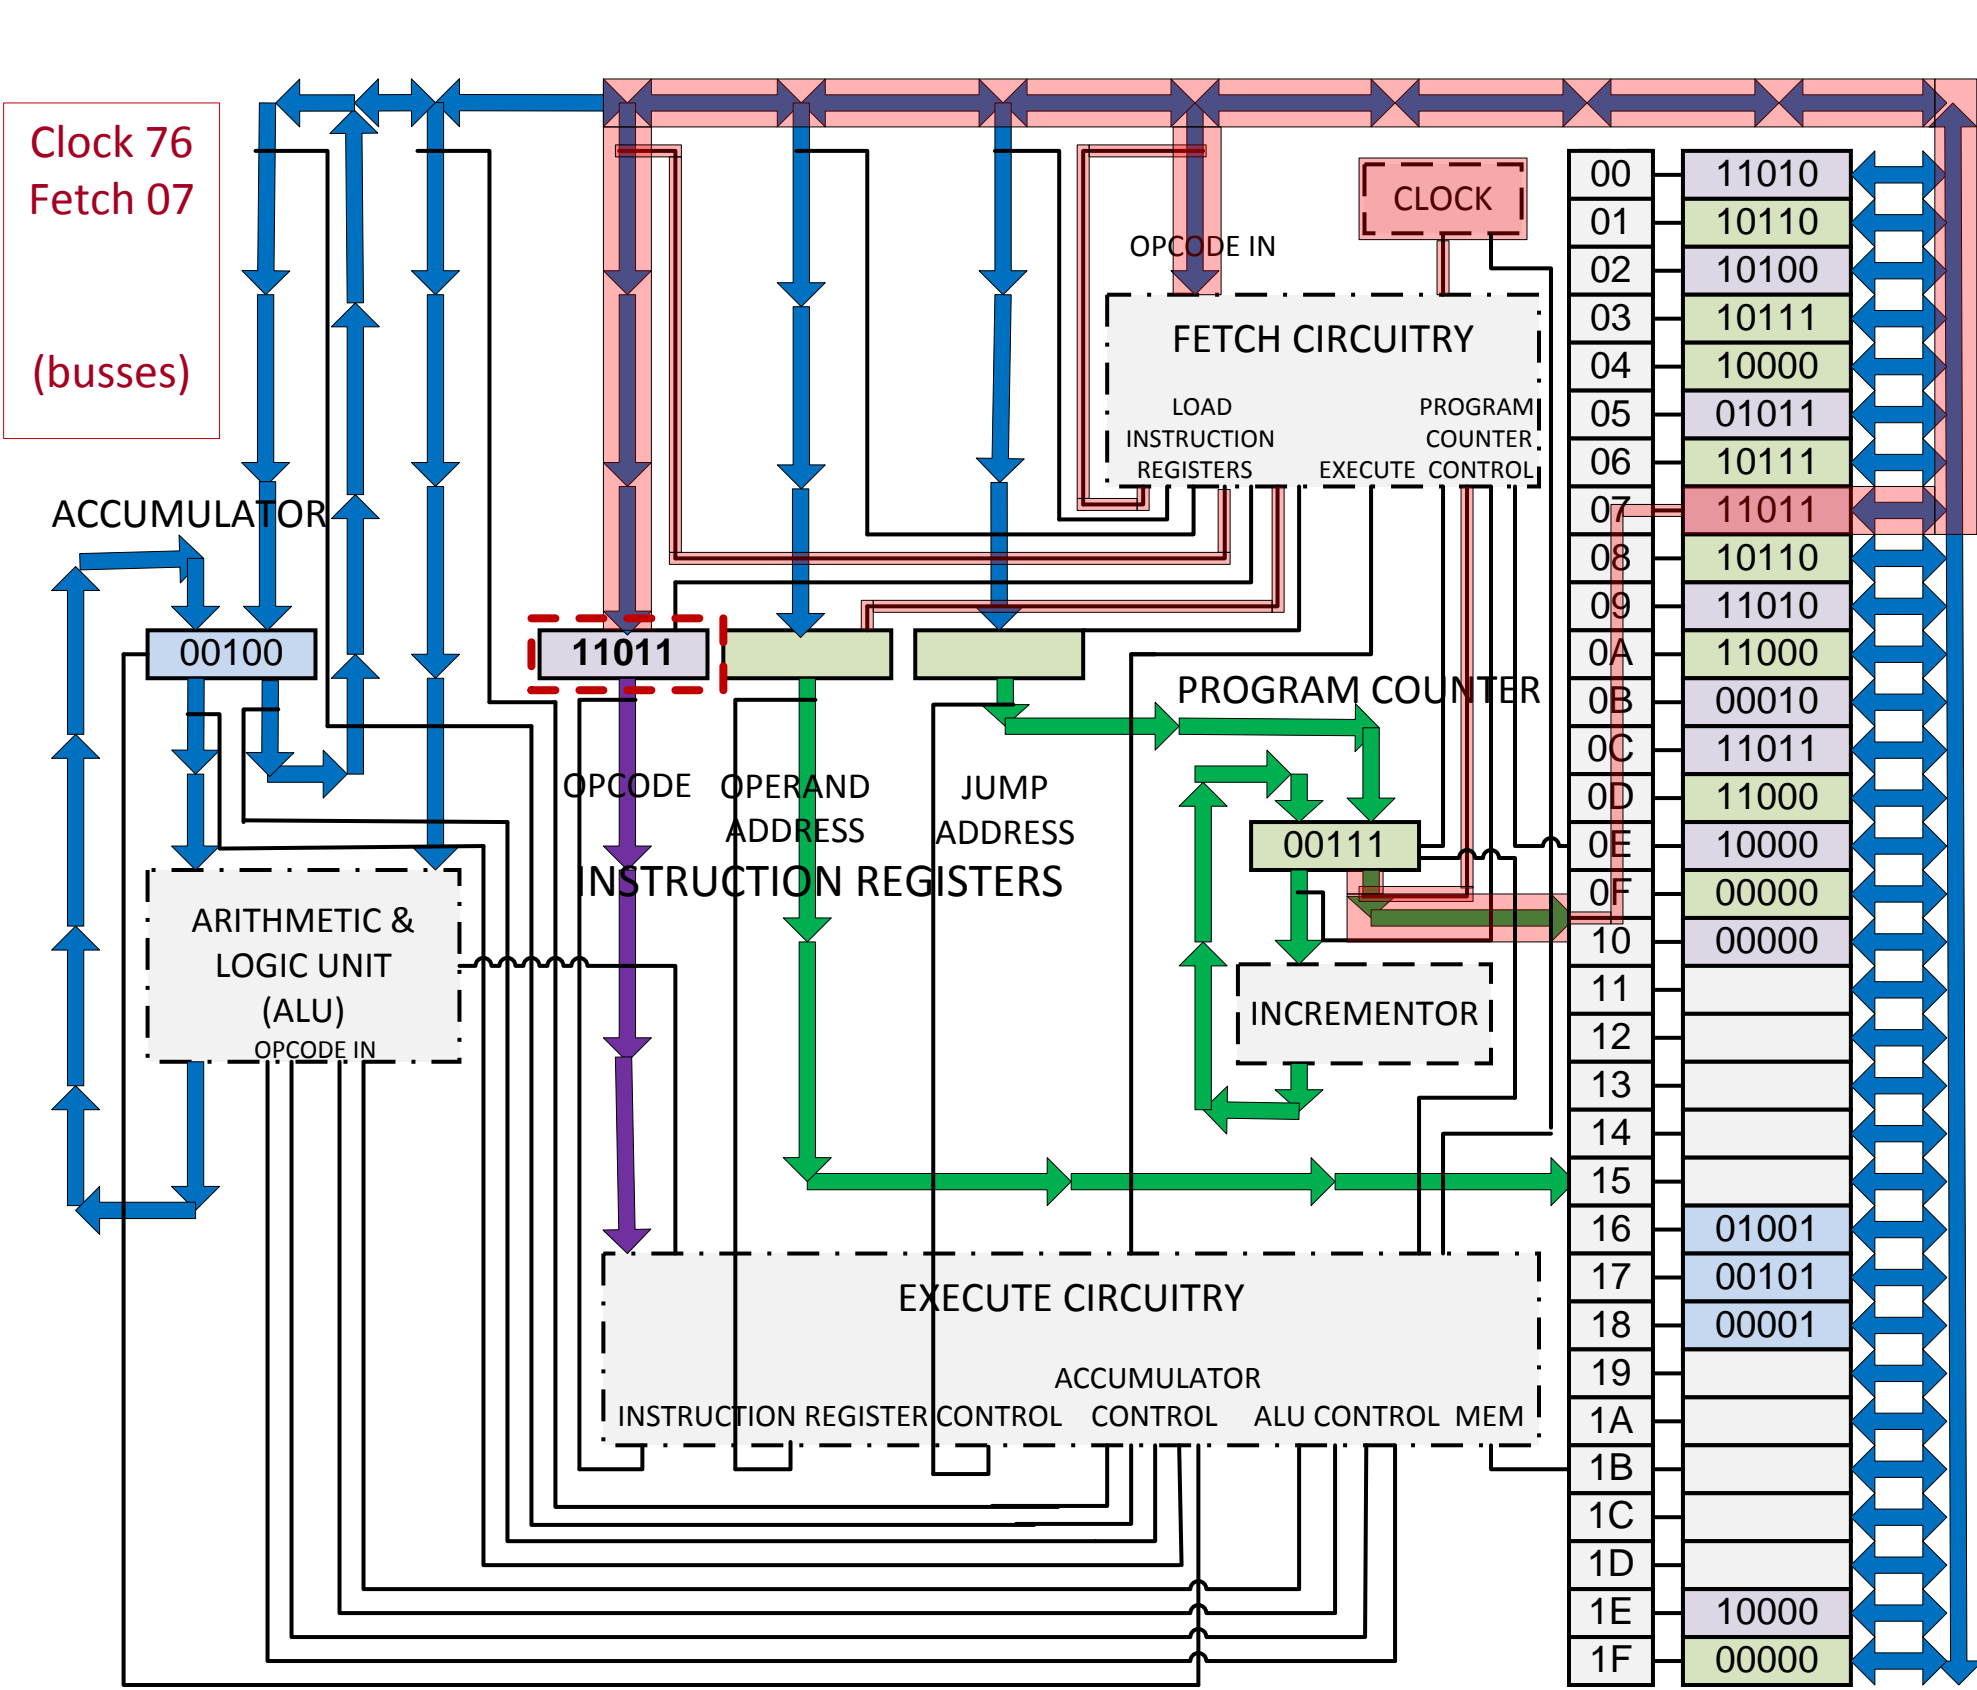 Clock 76
Fetch 07
(busses)
CLOCK
OPCODE IN
FETCH CIRCUITRY
LOAD
INSTRUCTION
REGISTERS
EXECUTE
PROGRAM
COUNTER
CONTROL
ACCUMULATOR
00100
11011
OPCODE
OPERAND
ADDRESS
JUMP
ADDRESS
INSTRUCTION REGISTERS
PROGRAM COUNTER
00111
INCREMENTOR
ARITHMETIC &
LOGIC UNIT
(ALU)
OPCODE IN
EXECUTE CIRCUITRY
INSTRUCTION REGISTER CONTROL
ACCUMULATOR
CONTROL
ALU CONTROL
MEM
00 11010
01 10110
02 10100
03 10111
04 10000
05 01011
06 10111
07 11011
08 10110
09 11010
0A 11000
0B 00010
0C 11011
0D 11000
0E 10000
0F 00000
10 00000
11
12
13
14
15
16 01001
17 00101
18 00001
19
1A
1B
1C
1D
1E 10000
1F 00000